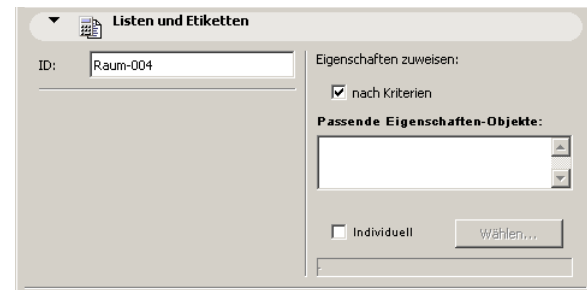 Listen und Etiketten
ID:
Raum-004
Eigenschaften zuweisen:
nach Kriterien
Passende Eigenschaften-Objekte:
Individuell
Wählen...